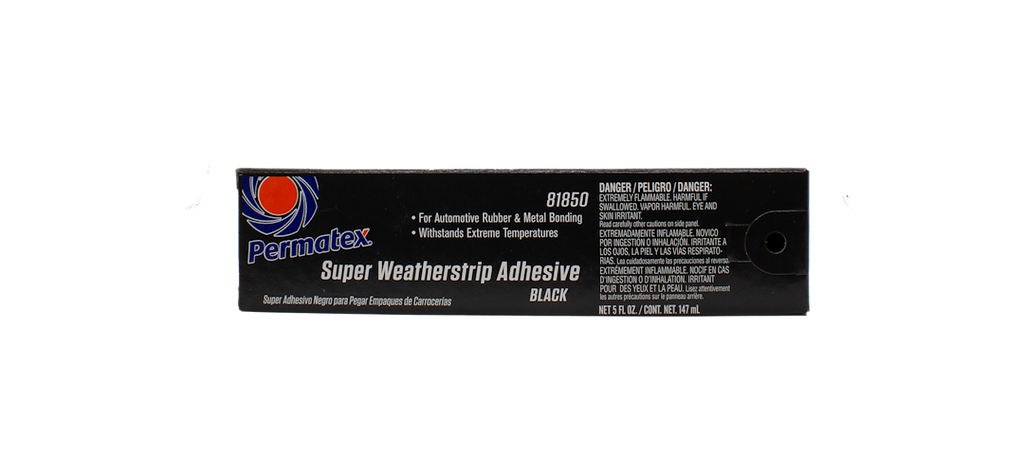 Permatex
81850
• For Automotive Rubber & Metal Bonding
• Withstands Extreme Temperatures
Super Weatherstrip Adhesive
BLACK
Super Adhesivo Negro para Pegar Empaques de Carrocerías
DANGER / PELIGRO / DANGER:
EXTREMELY FLAMMABLE. HARMFUL IF
SWALLOWED. VAPOR HARMFUL. EYE AND
SKIN IRRITANT.
Read carefully other cautions on side panel.
EXTREMADAMENTE INFLAMABLE. NOVICO
POR INGESTIÓN O INHALACIÓN. IRRITANTE A
LOS OJOS, LA PIEL Y LAS VIAS RESPIRATO-
RIAS. Lea cuidadosamente las precauciones al reverso.
EXTRÊMEMENT INFLAMMABLE. NOCIF EN CAS
D'INGESTION O D'INHALATION. IRRITANT
POUR DES YEUX ET LA PEAU. Lisez attentivement
les autres précautions sur le panneau arrière.
NET 5 FL OZ. / CONT. NET. 147 mL